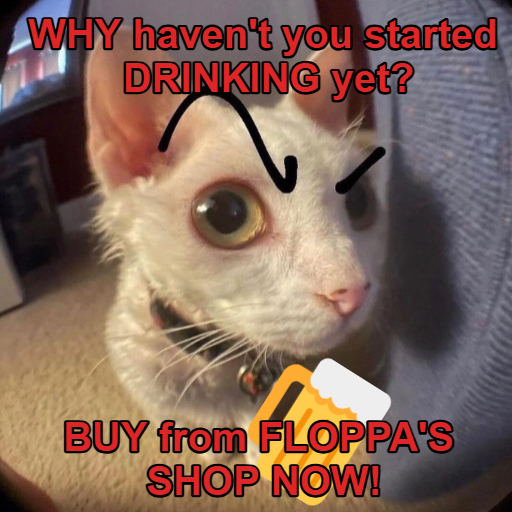 WHY haven't you started
DRINKING yet?
BUY from FLOPPA'S
SHOP NOW!